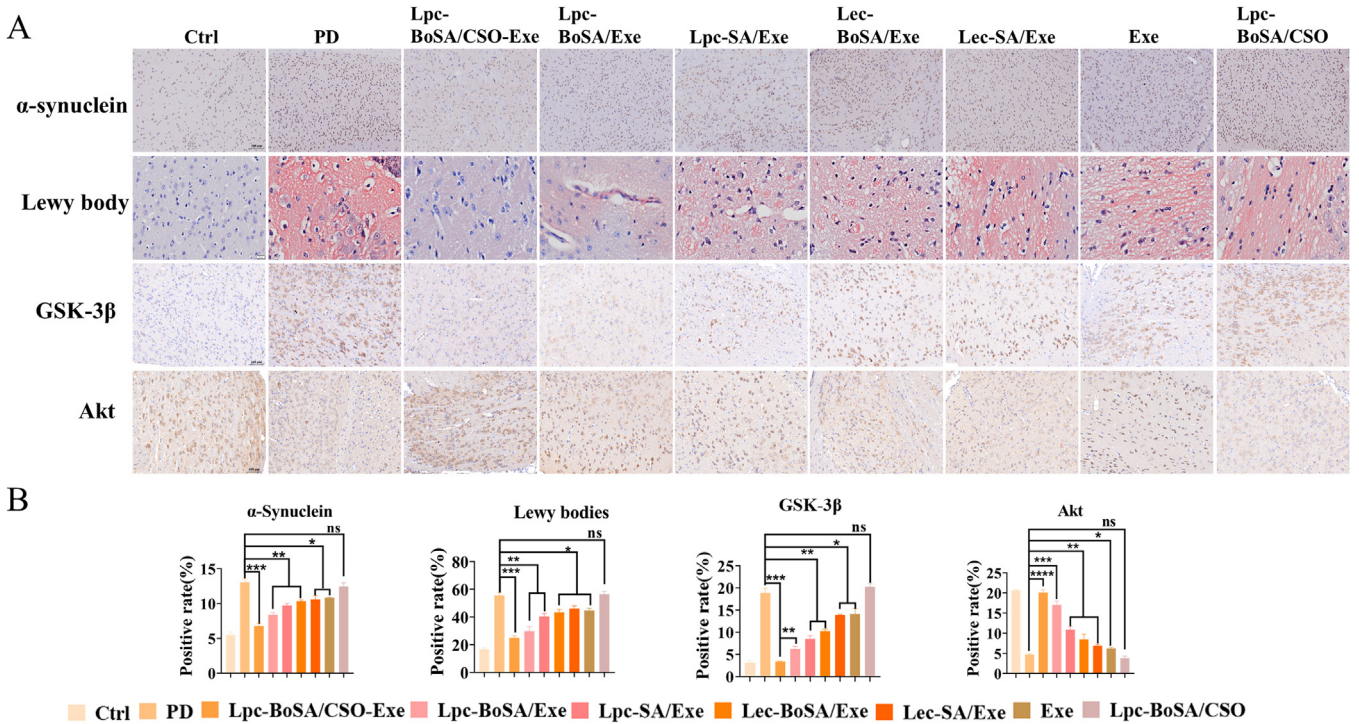 A
Ctrl
PD
Lpc-
BoSA/CSO-Exe
Lpc-
BoSA/Exe
Lpc-SA/Exe
Lec-
BoSA/Exe
Lec-SA/Exe
Exe
Lpc-
BoSA/CSO
α-synuclein
Lewy body
GSK-3β
Akt
B
α-Synuclein
Positive rate(%)
15
10
5
0
***
**
*
ns
Lewy bodies
Positive rate(%)
80
60
40
20
0
***
**
*
ns
GSK-3β
Positive rate(%)
25
20
15
10
5
0
***
**
**
*
ns
Akt
Positive rate(%)
25
20
15
10
5
0
****
***
**
*
ns
Ctrl
PD
Lpc-BoSA/CSO-Exe
Lpc-BoSA/Exe
Lpc-SA/Exe
Lec-BoSA/Exe
Lec-SA/Exe
Exe
Lpc-BoSA/CSO